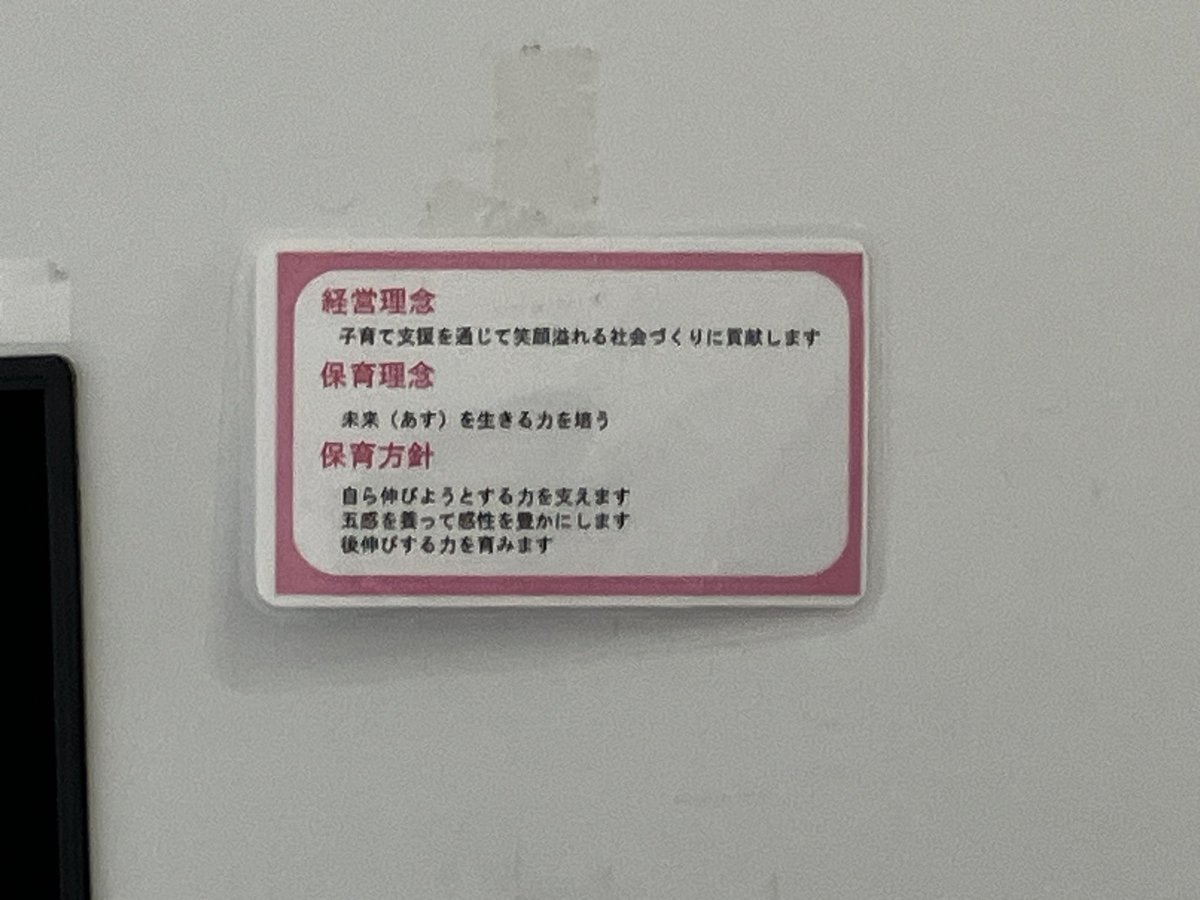 経営理念
子育て支援を通じて笑顔溢れる社会づくりに貢献します
保育理念
未来（あす）を生きる力を培う
保育方針
自ら伸びようとする力を支えます
五感を養って感性を豊かにします
後伸びする力を育みます